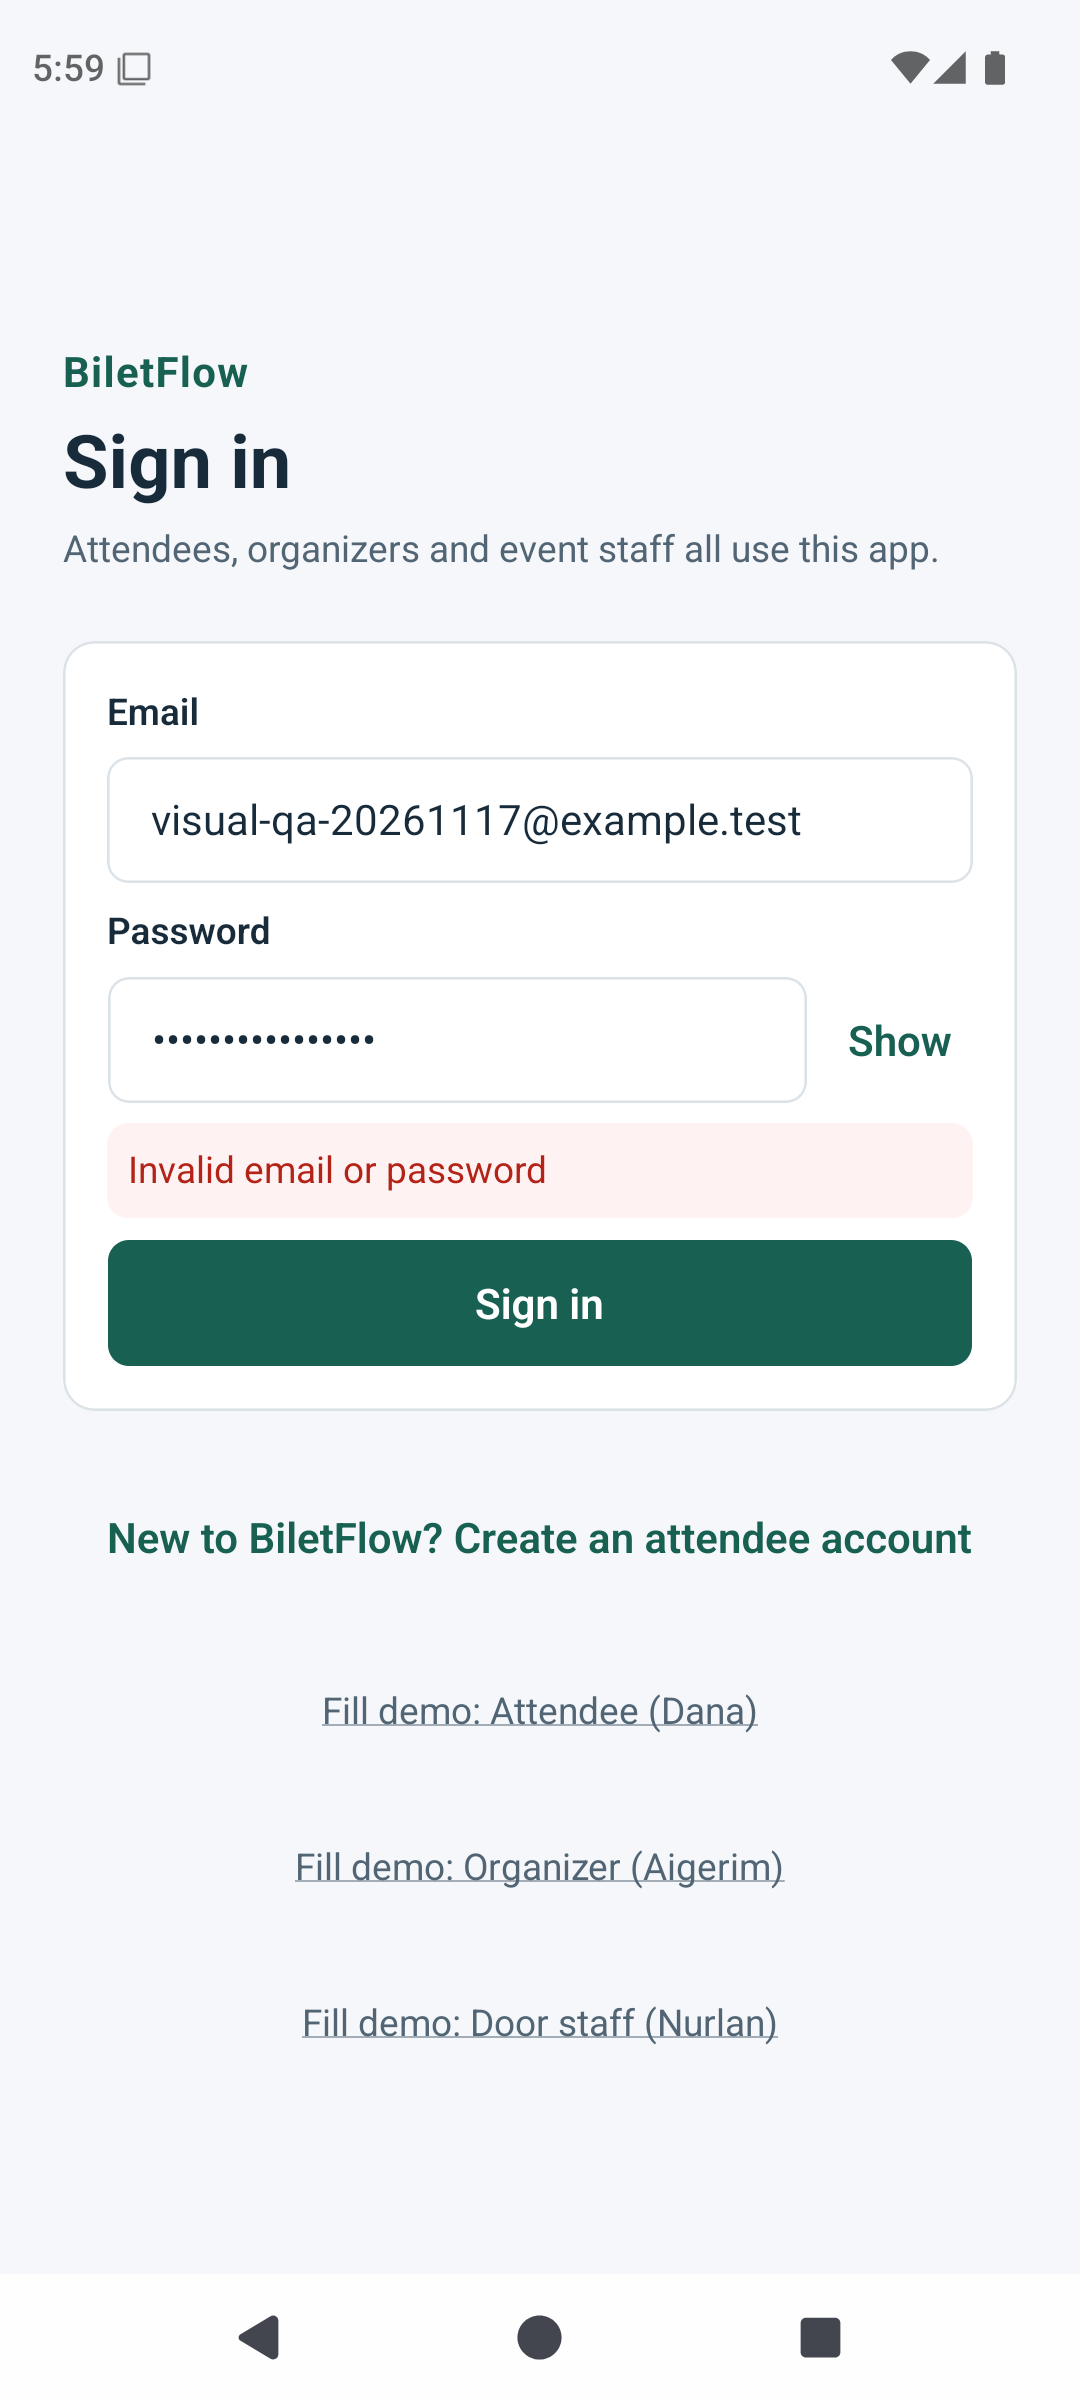 5:59
BiletFlow
Sign in
Attendees, organizers and event staff all use this app.
Email
visual-qa-20261117@example.test
Password
••••••••••••••••
Show
Invalid email or password
Sign in
New to BiletFlow? Create an attendee account
Fill demo: Attendee (Dana)
Fill demo: Organizer (Aigerim)
Fill demo: Door staff (Nurlan)